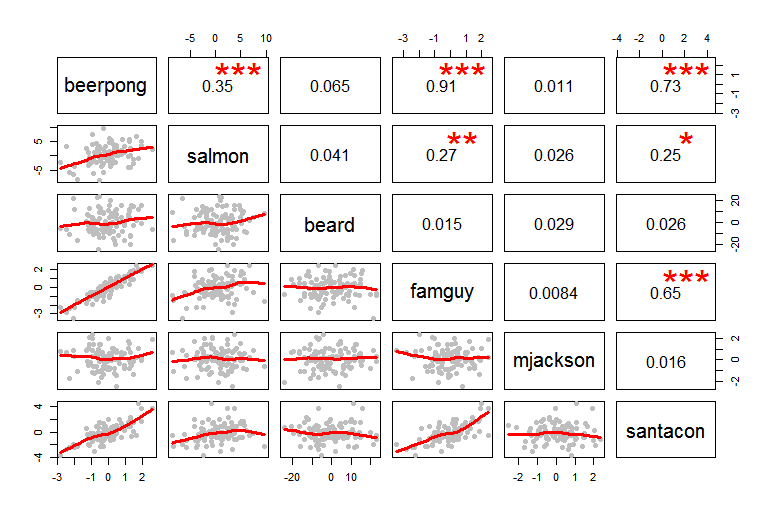 -5 0 5 10 -3 -1 1 2 -4 -2 0 2 4
beerpong 0.35 *** 0.065 0.91 *** 0.011 0.73 *** -3 -1 1
-5 5 salmon 0.041 0.27 ** 0.026 0.25 *
beard 0.015 0.029 0.026 -20 0 20
-3 0 2 famguy 0.0084 0.65 ***
mjackson 0.016 -2 0 2
-4 0 4 santacon
-3 -1 0 1 2 -20 0 10 -2 0 1 2